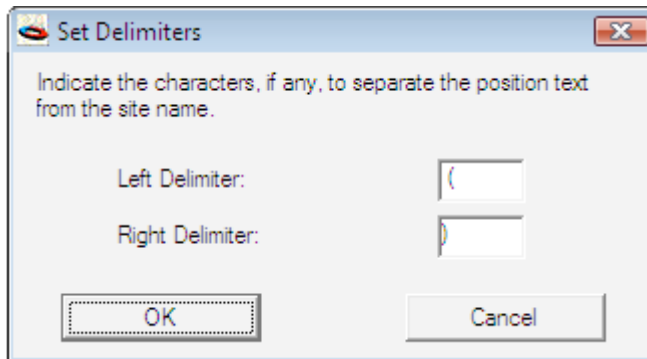 Set Delimiters
Indicate the characters, if any, to separate the position text
from the site name.
Left Delimiter: (
Right Delimiter: )
OK Cancel